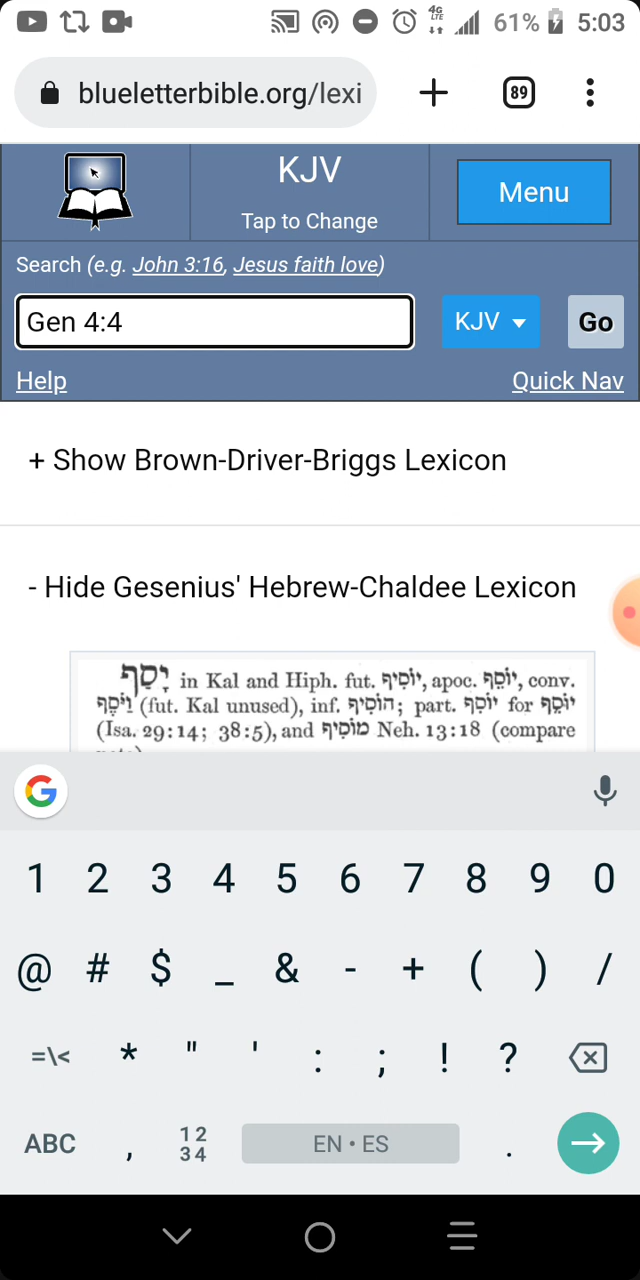 4G
LTE
61%
5:03
blueletterbible.org/lexi
89
KJV
Tap to Change
Menu
Search (e.g. John 3:16, Jesus faith love)
Gen 4:4
KJV
Go
Help
Quick Nav
+ Show Brown-Driver-Briggs Lexicon
- Hide Gesenius' Hebrew-Chaldee Lexicon
יָסַף in Kal and Hiph. fut. יוֹסִיף, apoc. יוֹסֵף, conv.
וַיֹּסֶף (fut. Kal unused), inf. הוֹסִיף; part. יוֹסֵף for יוֹסֵף
(Isa. 29:14; 38:5), and מוֹסִיף Neh. 13:18 (compare
1 2 3 4 5 6 7 8 9 0
@ # $ _ & - + ( ) /
=\< * " ' : ; ! ?
ABC , 12 34 EN • ES .